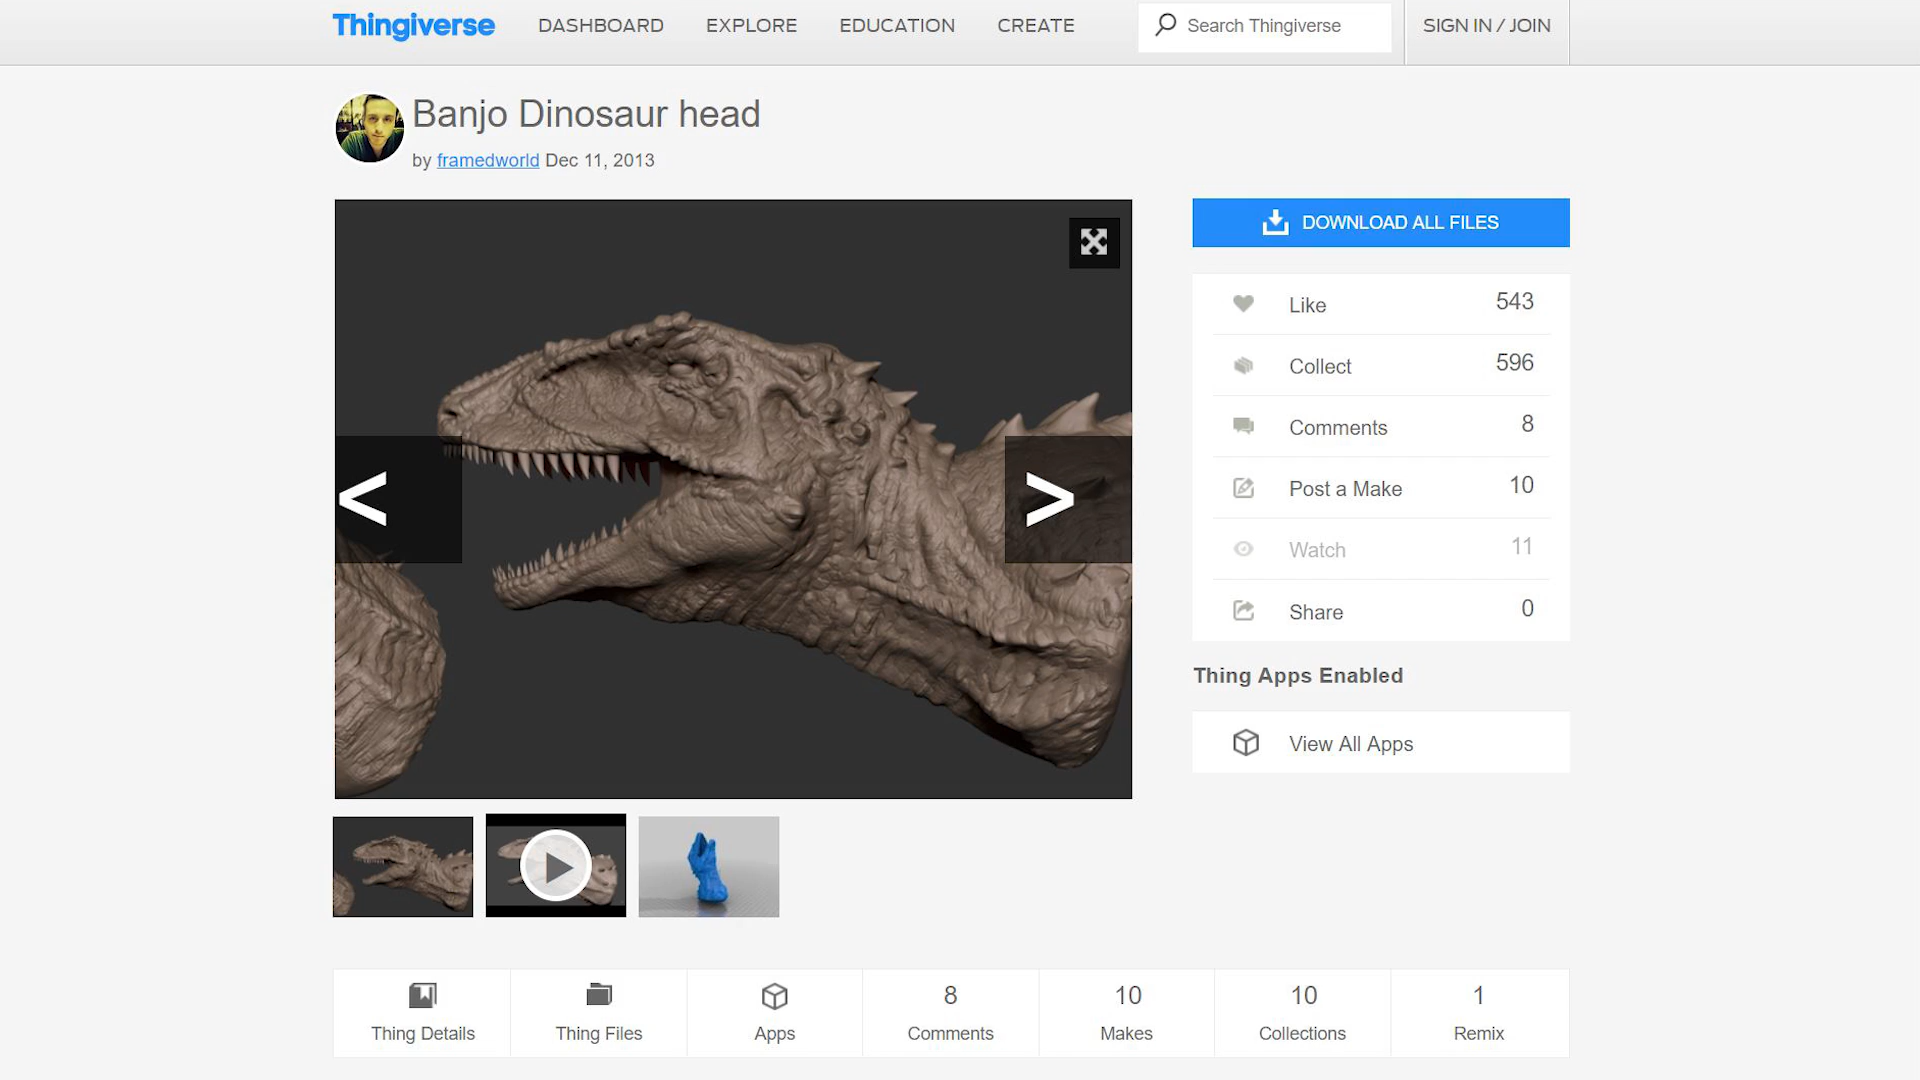 Thingiverse DASHBOARD EXPLORE EDUCATION CREATE Search Thingiverse SIGN IN / JOIN
Banjo Dinosaur head
by framedworld Dec 11, 2013
DOWNLOAD ALL FILES
Like 543
Collect 596
Comments 8
Post a Make 10
Watch 11
Share 0
Thing Apps Enabled
View All Apps
8 10 10 1
Thing Details Thing Files Apps Comments Makes Collections Remix